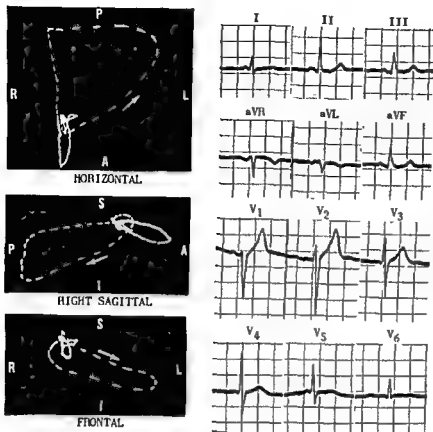 P
R L
A
HORIZONTAL
S
P A
I
RIGHT SAGITTAL
S
R L
I
FRONTAL
I II III
aVR aVL aVF
V1 V2 V3
V4 V5 V6